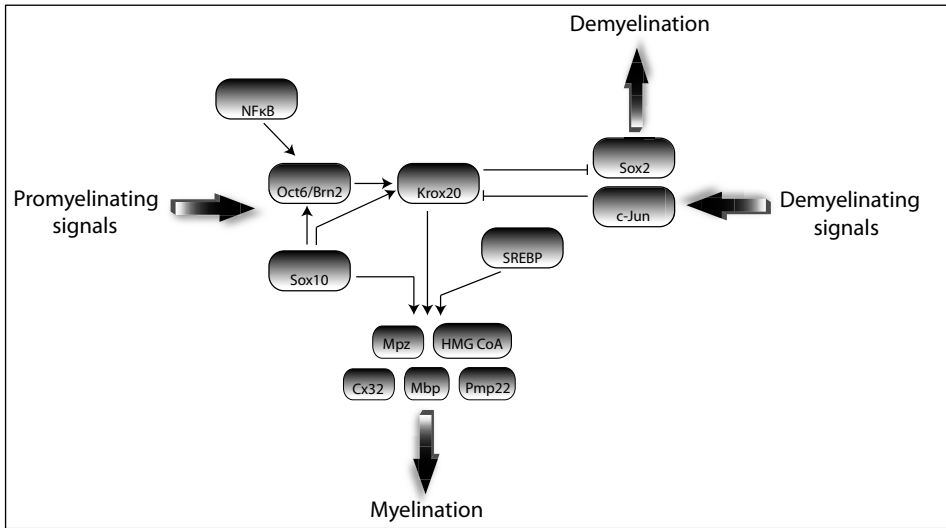 Demyelination
NFκB
Sox2
Oct6/Brn2
Krox20
Promyelinating
signals
c-Jun
Demyelinating
signals
SREBP
Sox10
Mpz
HMG CoA
Cx32
Mbp
Pmp22
Myelination